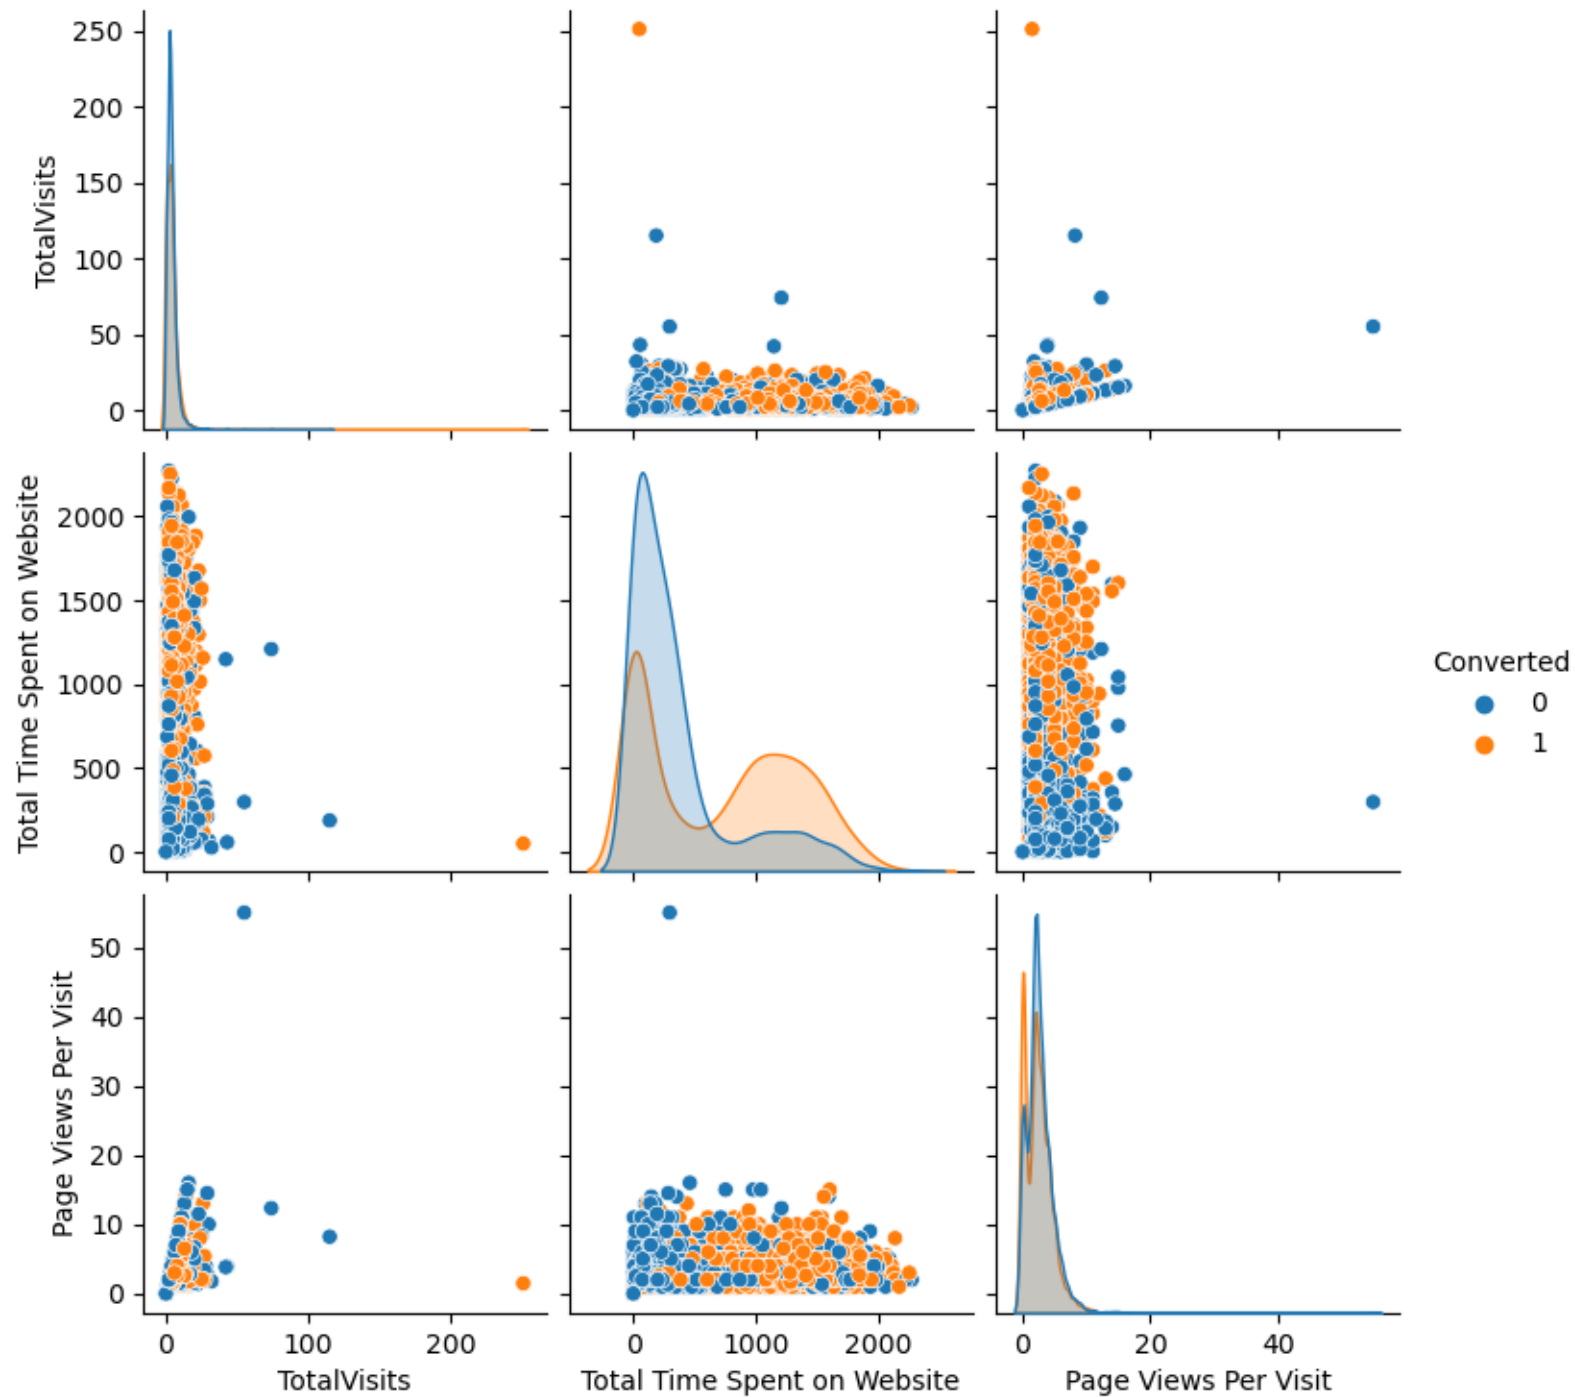 250
200
150
100
50
0
TotalVisits
2000
1500
1000
500
0
Total Time Spent on Website
50
40
30
20
10
0
Page Views Per Visit
0 100 200
TotalVisits
0 1000 2000
Total Time Spent on Website
0 20 40
Page Views Per Visit
Converted
0
1